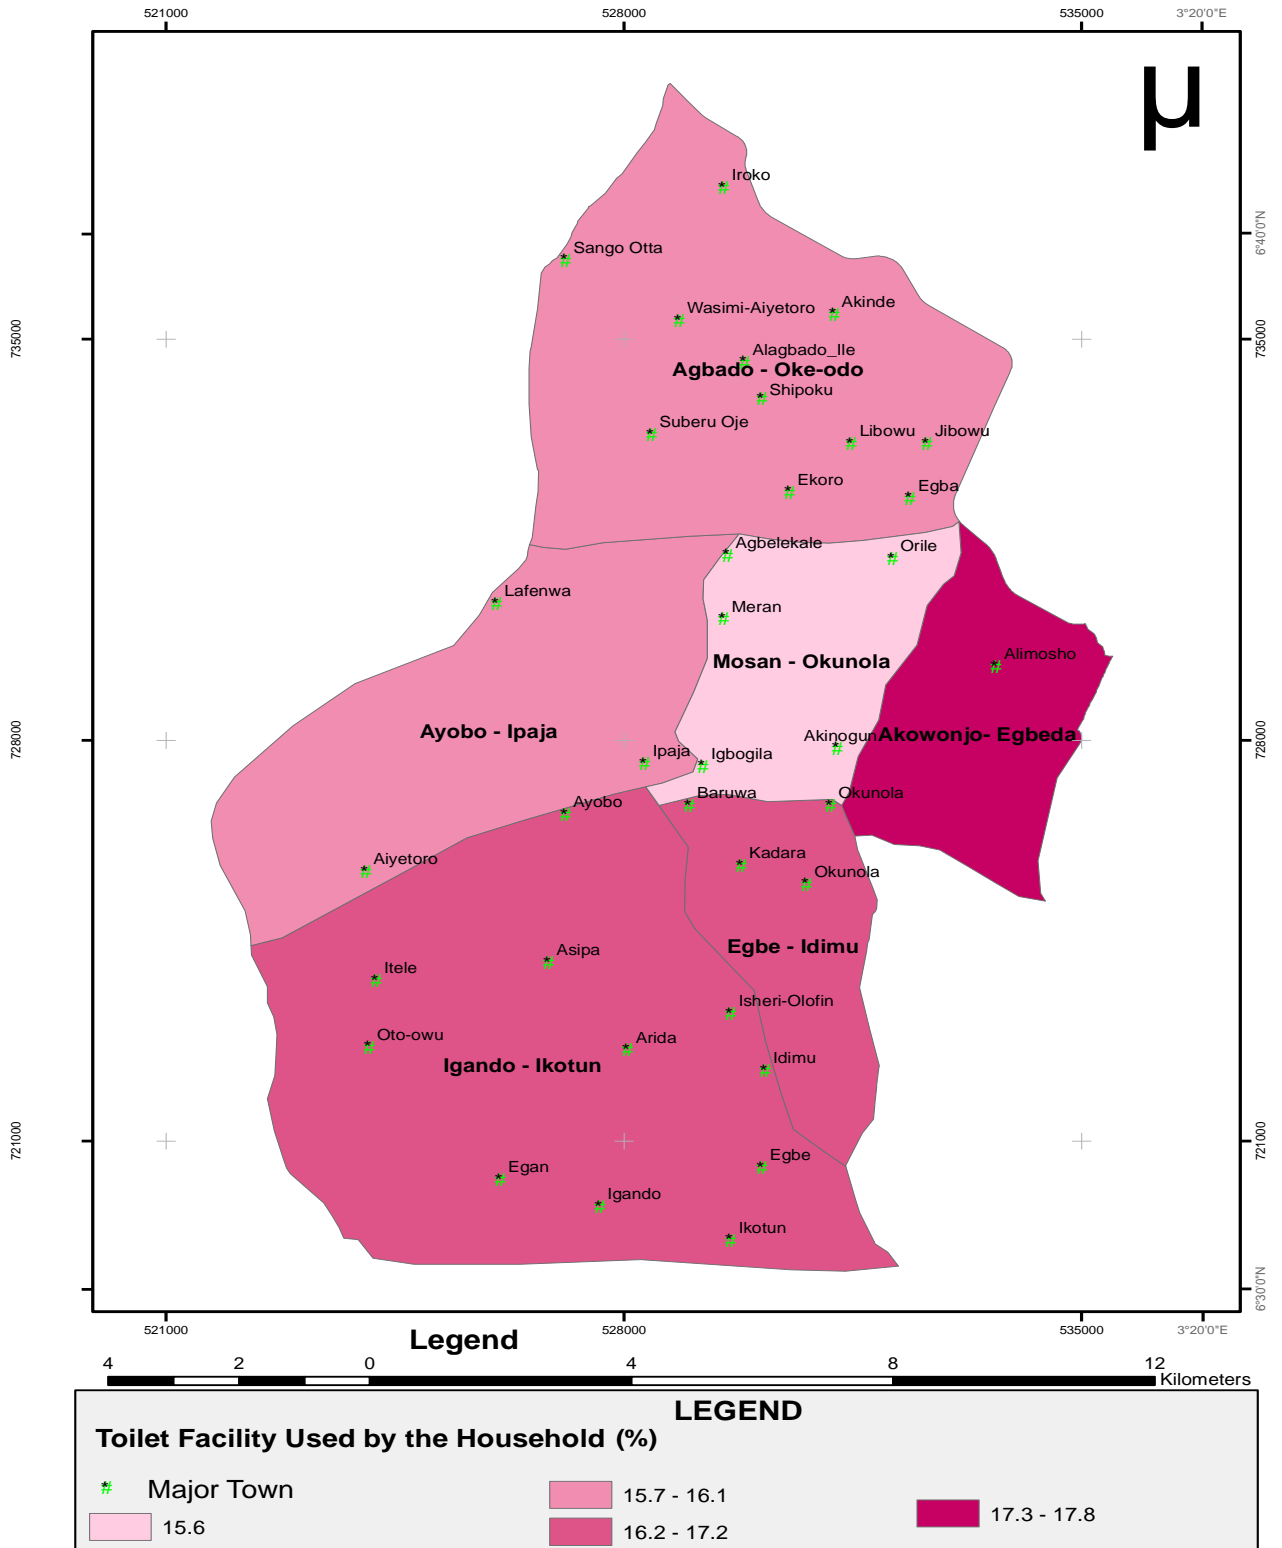 521000
528000
535000
3°20'0"E
µ
Iroko
6°40'0"N
Sango Otta
Wasimi-Aiyetoro
Akinde
735000
735000
Alagbado_Ile
Agbado - Oke-odo
Shipoku
Suberu Oje
Libowu
Jibowu
Ekoro
Egba
Agbelekale
Orile
Lafenwa
Meran
Alimosho
Mosan - Okunola
Ayobo - Ipaja
Akinogun
Akowonjo- Egbeda
728000
728000
Ipaja
Igbogila
Ayobo
Baruwa
Okunola
Aiyetoro
Kadara
Okunola
Egbe - Idimu
Asipa
Itele
Isheri-Olofin
Oto-owu
Arida
Igando - Ikotun
Idimu
721000
721000
Egbe
Egan
Igando
Ikotun
6°30'0"N
521000
528000
535000
3°20'0"E
Legend
4 2 0 4 8 12
Kilometers
LEGEND
Toilet Facility Used by the Household (%)
Major Town
15.6
15.7 - 16.1
16.2 - 17.2
17.3 - 17.8